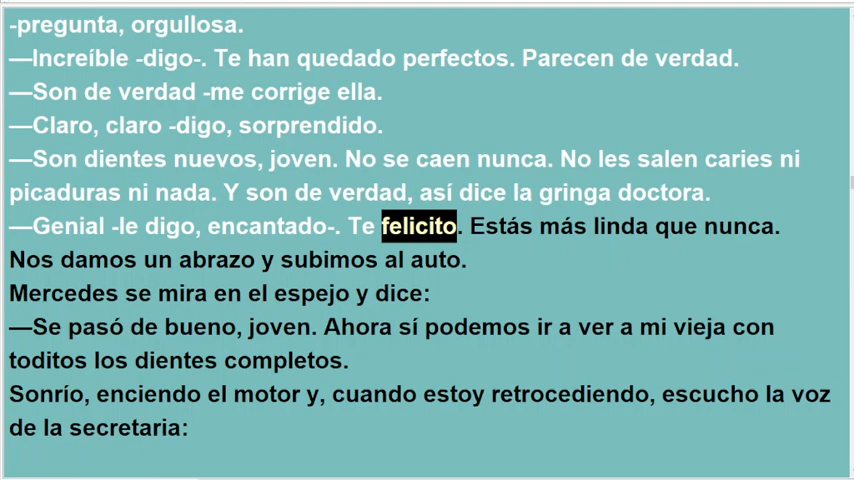 -pregunta, orgullosa.
—Increíble -digo-. Te han quedado perfectos. Parecen de verdad.
—Son de verdad -me corrige ella.
—Claro, claro -digo, sorprendido.
—Son dientes nuevos, joven. No se caen nunca. No les salen caries ni
picaduras ni nada. Y son de verdad, así dice la gringa doctora.
—Genial -le digo, encantado-. Te felicito. Estás más linda que nunca.
Nos damos un abrazo y subimos al auto.
Mercedes se mira en el espejo y dice:
—Se pasó de bueno, joven. Ahora sí podemos ir a ver a mi vieja con
toditos los dientes completos.
Sonrío, enciendo el motor y, cuando estoy retrocediendo, escucho la voz
de la secretaria: